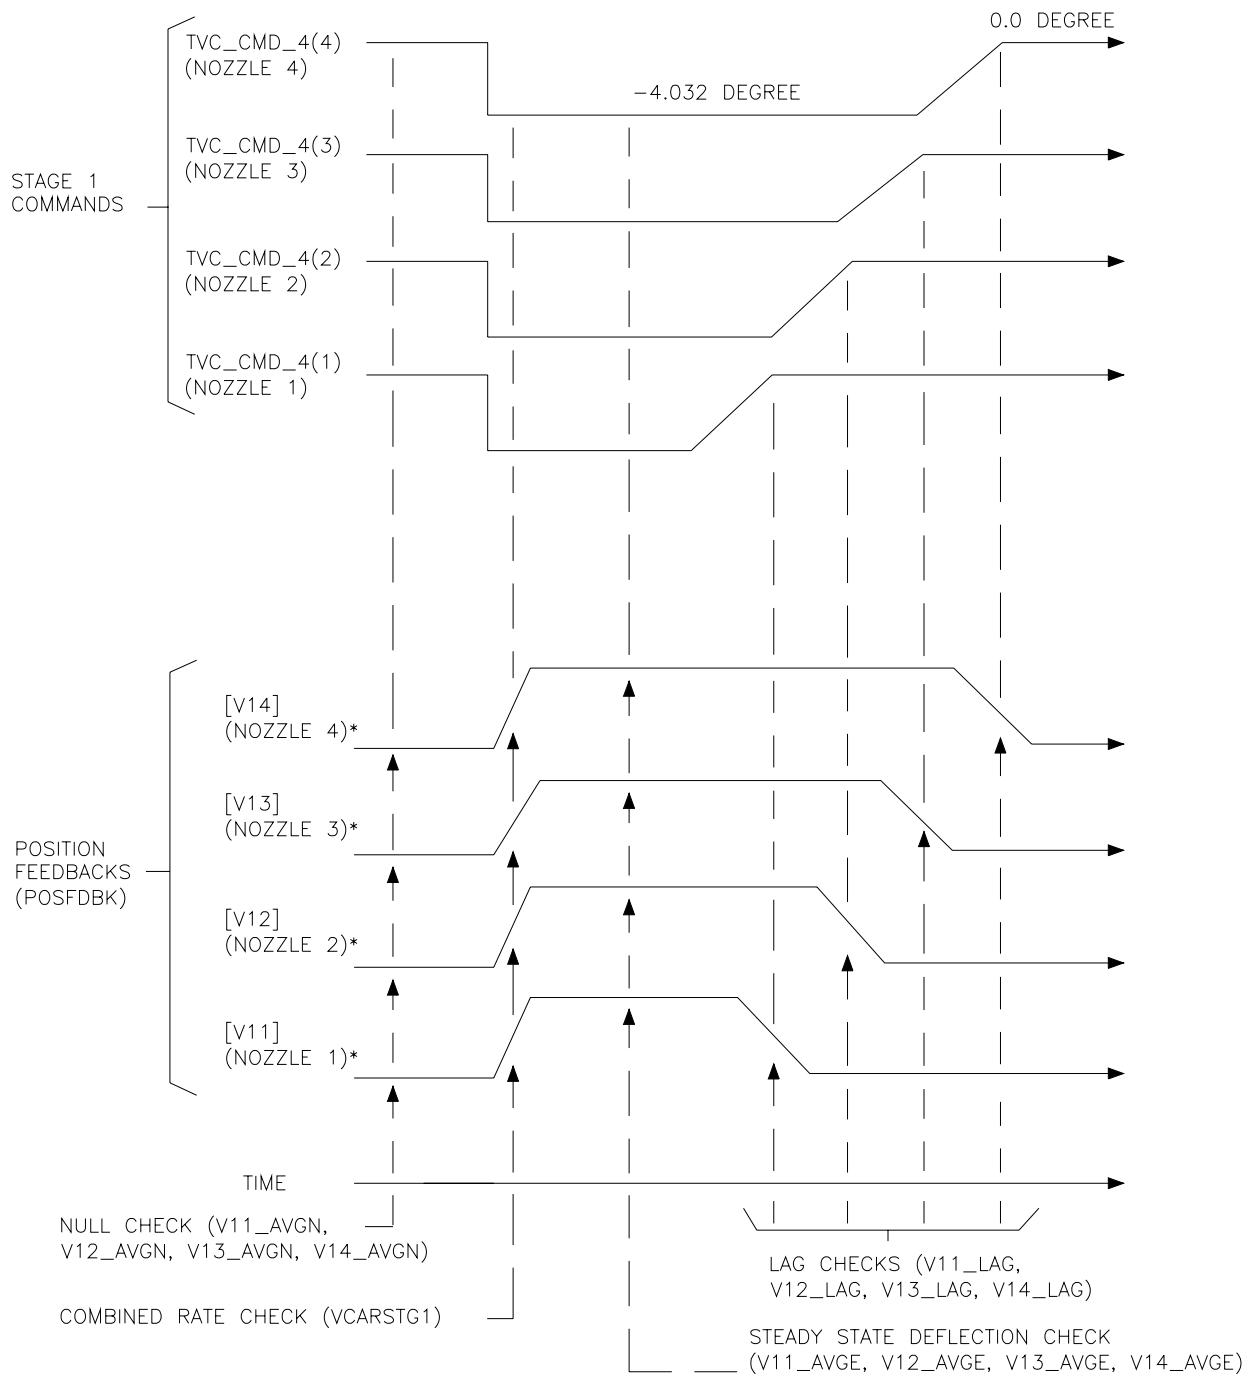 0.0 DEGREE
TVC_CMD_4(4)
(NOZZLE 4)
−4.032 DEGREE
TVC_CMD_4(3)
(NOZZLE 3)
STAGE 1
COMMANDS
TVC_CMD_4(2)
(NOZZLE 2)
TVC_CMD_4(1)
(NOZZLE 1)
[V14]
(NOZZLE 4)*
[V13]
(NOZZLE 3)*
POSITION
FEEDBACKS
(POSFDBK)
[V12]
(NOZZLE 2)*
[V11]
(NOZZLE 1)*
TIME
NULL CHECK (V11_AVGN,
V12_AVGN, V13_AVGN, V14_AVGN)
LAG CHECKS (V11_LAG,
V12_LAG, V13_LAG, V14_LAG)
COMBINED RATE CHECK (VCARSTG1)
STEADY STATE DEFLECTION CHECK
(V11_AVGE, V12_AVGE, V13_AVGE, V14_AVGE)